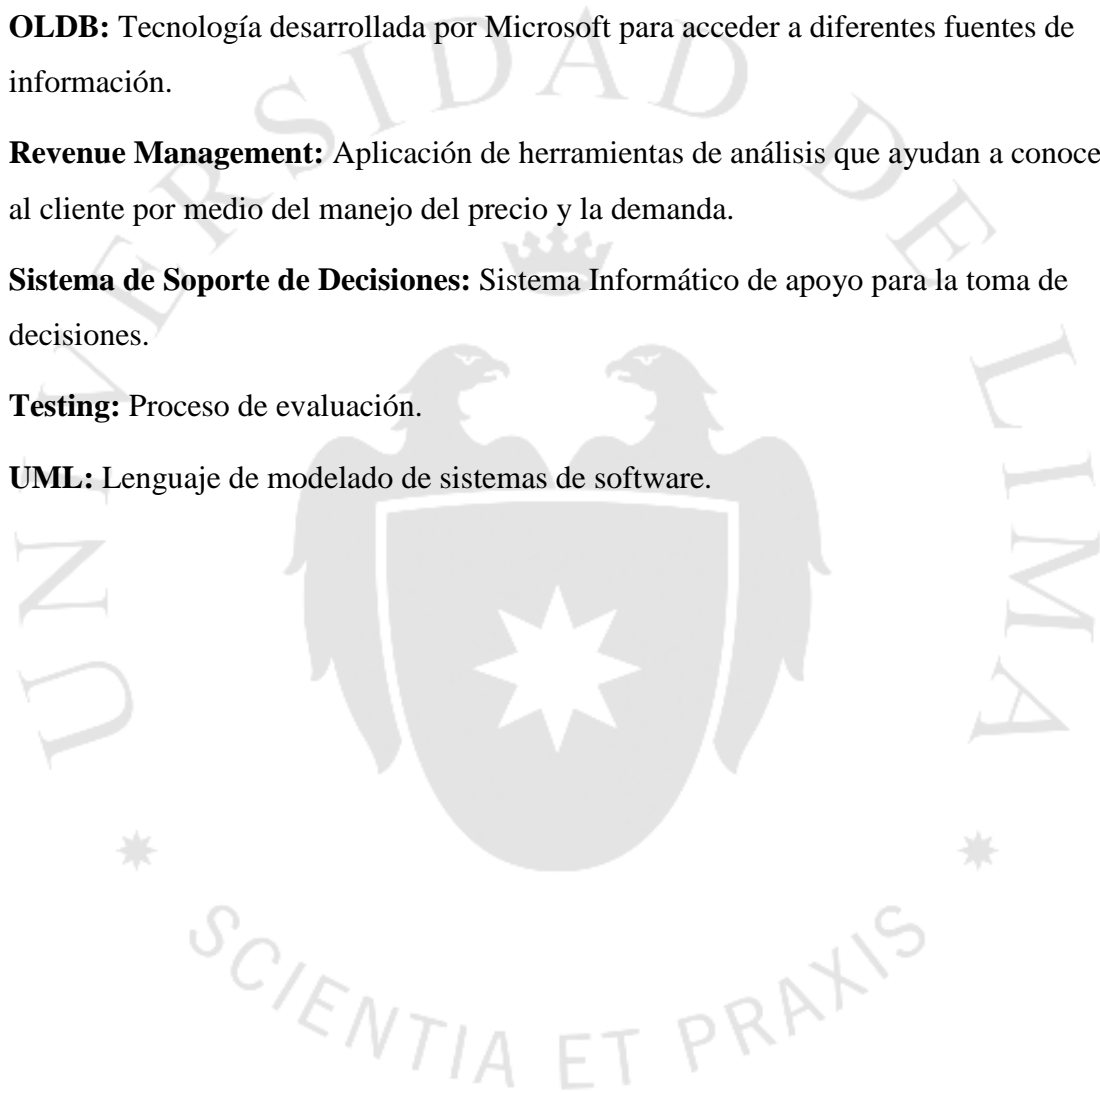 OLDB: Tecnología desarrollada por Microsoft para acceder a diferentes fuentes de
información.
Revenue Management: Aplicación de herramientas de análisis que ayudan a conoce
al cliente por medio del manejo del precio y la demanda.
Sistema de Soporte de Decisiones: Sistema Informático de apoyo para la toma de
decisiones.
Testing: Proceso de evaluación.
UML: Lenguaje de modelado de sistemas de software.
UNIVERSIDAD DE LIMA
SCIENTIA ET PRAXIS